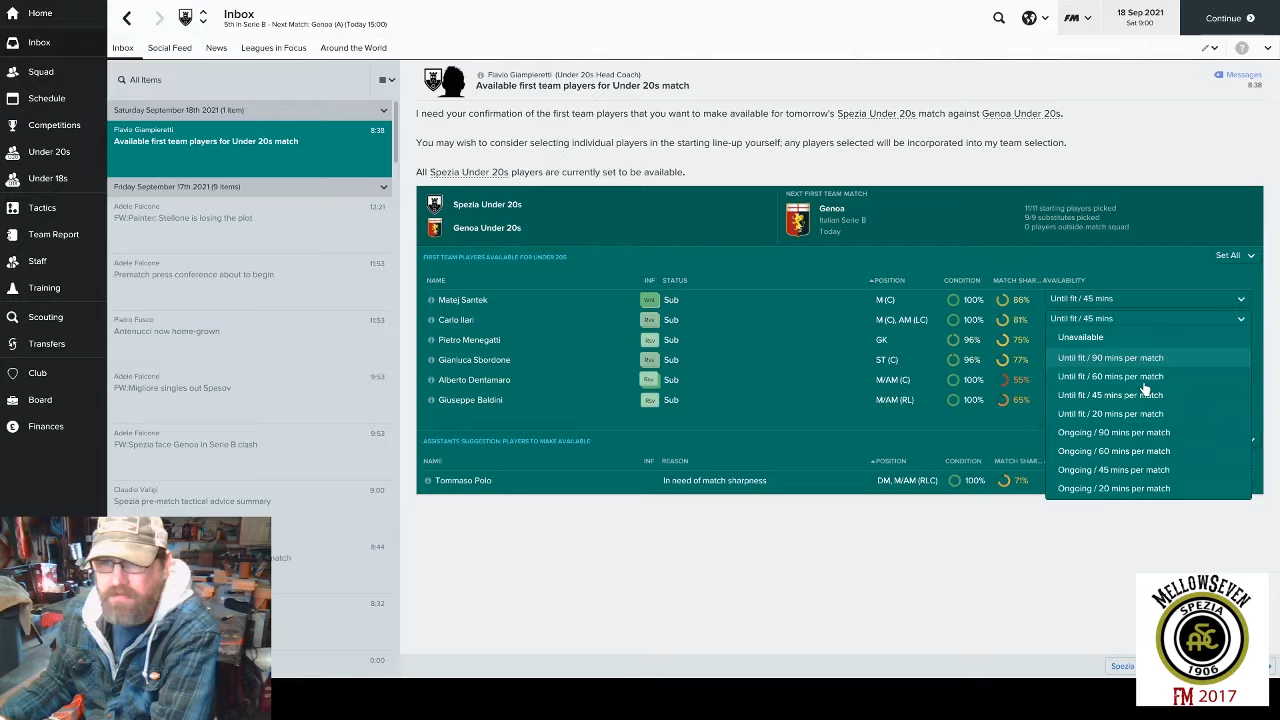 Home
Inbox
Squad
Schedule
Competitions
Under 20s
Under 18s
Tactics
Team Report
Staff
Training
Scouting
Club
Board
Finances
Inbox
5th in Serie B - Next Match: Genoa (A) (Today 15:00)
FM
18 Sep 2021
Sat 9:00
Continue
Inbox
Social Feed
News
Leagues in Focus
Around the World
All Items
Saturday September 18th 2021 (1 item)
Flavio Giampieretti
8:38
Available first team players for Under 20s match
Friday September 17th 2021 (9 items)
Adele Falcone
12:21
FW:Painter: Stellone is losing the plot
Adele Falcone
11:53
Prematch press conference about to begin
Pietro Fusco
11:53
Antenucci now home-grown
Adele Falcone
9:53
FW:Migliore singles out Spasov
Adele Falcone
9:53
FW:Spezia face Genoa in Serie B clash
Claudio Valigi
9:00
Spezia pre-match tactical advice summary
8:44
8:32
0:00
Flavio Giampieretti (Under 20s Head Coach)
Available first team players for Under 20s match
Messages
8:38
I need your confirmation of the first team players that you want to make available for tomorrow's Spezia Under 20s match against Genoa Under 20s.
You may wish to consider selecting individual players in the starting line-up yourself; any players selected will be incorporated into my team selection.
All Spezia Under 20s players are currently set to be available.
Spezia Under 20s
Genoa Under 20s
NEXT FIRST TEAM MATCH
Genoa
Italian Serie B
Today
11/11 starting players picked
9/9 substitutes picked
0 players outside match squad
FIRST TEAM PLAYERS AVAILABLE FOR UNDER 20S
Set All
NAME INF STATUS POSITION CONDITION MATCH SHAR... AVAILABILITY
Matej Santek Wnt Sub M (C) 100% 86% Until fit / 45 mins
Carlo Ilari Rsv Sub M (C), AM (LC) 100% 81% Until fit / 45 mins
Pietro Menegatti Rsv Sub GK 96% 75%
Gianluca Sbordone Rsv Sub ST (C) 96% 77%
Alberto Dentamaro Rsv Sub M/AM (C) 100% 55%
Giuseppe Baldini Rsv Sub M/AM (RL) 100% 65%
Unavailable
Until fit / 90 mins per match
Until fit / 60 mins per match
Until fit / 45 mins per match
Until fit / 20 mins per match
Ongoing / 90 mins per match
Ongoing / 60 mins per match
Ongoing / 45 mins per match
Ongoing / 20 mins per match
ASSISTANTS SUGGESTION: PLAYERS TO MAKE AVAILABLE
NAME INF REASON POSITION CONDITION MATCH SHAR...
Tommaso Polo In need of match sharpness DM, M/AM (RLC) 100% 71%
Spezia
MELLOWSEVEN
SPEZIA
1906
FM 2017